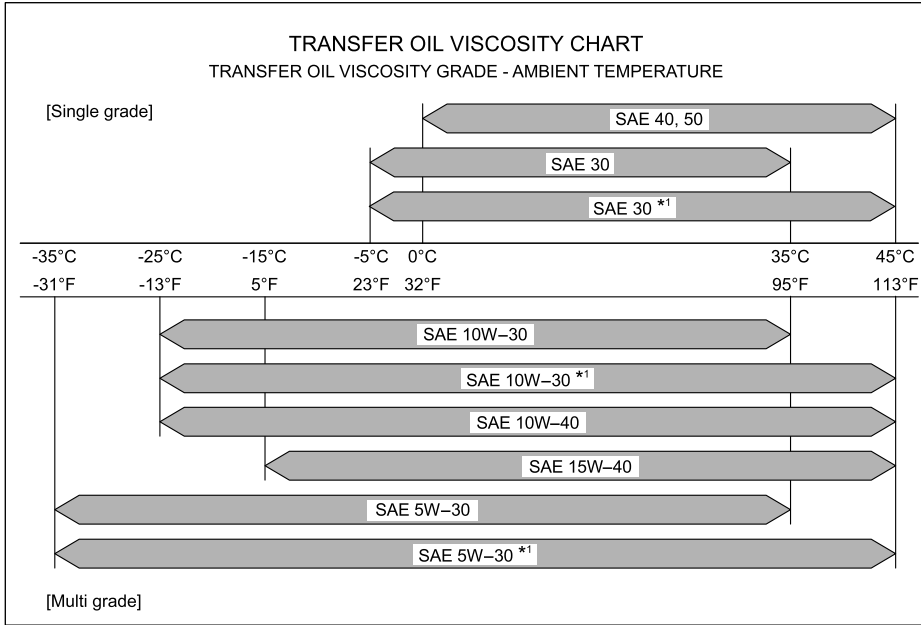 TRANSFER OIL VISCOSITY CHART
TRANSFER OIL VISCOSITY GRADE - AMBIENT TEMPERATURE
[Single grade]
SAE 40, 50
SAE 30
SAE 30 *1
-35°C -25°C -15°C -5°C 0°C 35°C 45°C
-31°F -13°F 5°F 23°F 32°F 95°F 113°F
SAE 10W–30
SAE 10W–30 *1
SAE 10W–40
SAE 15W–40
SAE 5W–30
SAE 5W–30 *1
[Multi grade]